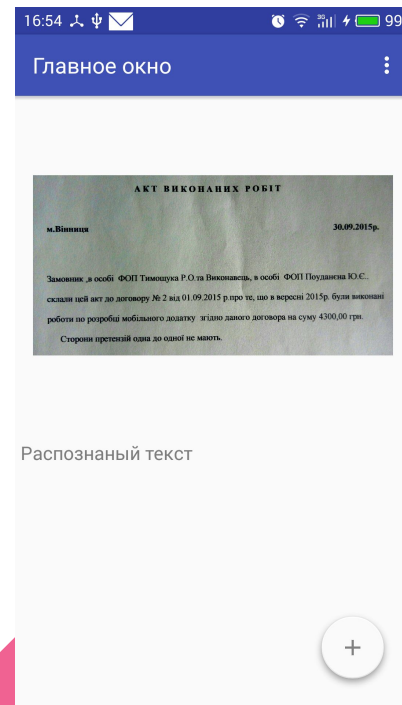 16:54 3G 99
Главное окно
АКТ ВИКОНАНИХ РОБІТ
м.Вінниця 30.09.2015р.
Замовник ,в особі ФОП Тимощука Р.О.та Виконавець, в особі ФОП Поуданєна Ю.Є..
склали цей акт до договору № 2 від 01.09.2015 р.про те, що в вересні 2015р. були виконані
роботи по розробці мобільного додатку згідно даного договора на суму 4300,00 грн.
Сторони претензій одна до одної не мають.
Распознаный текст
+